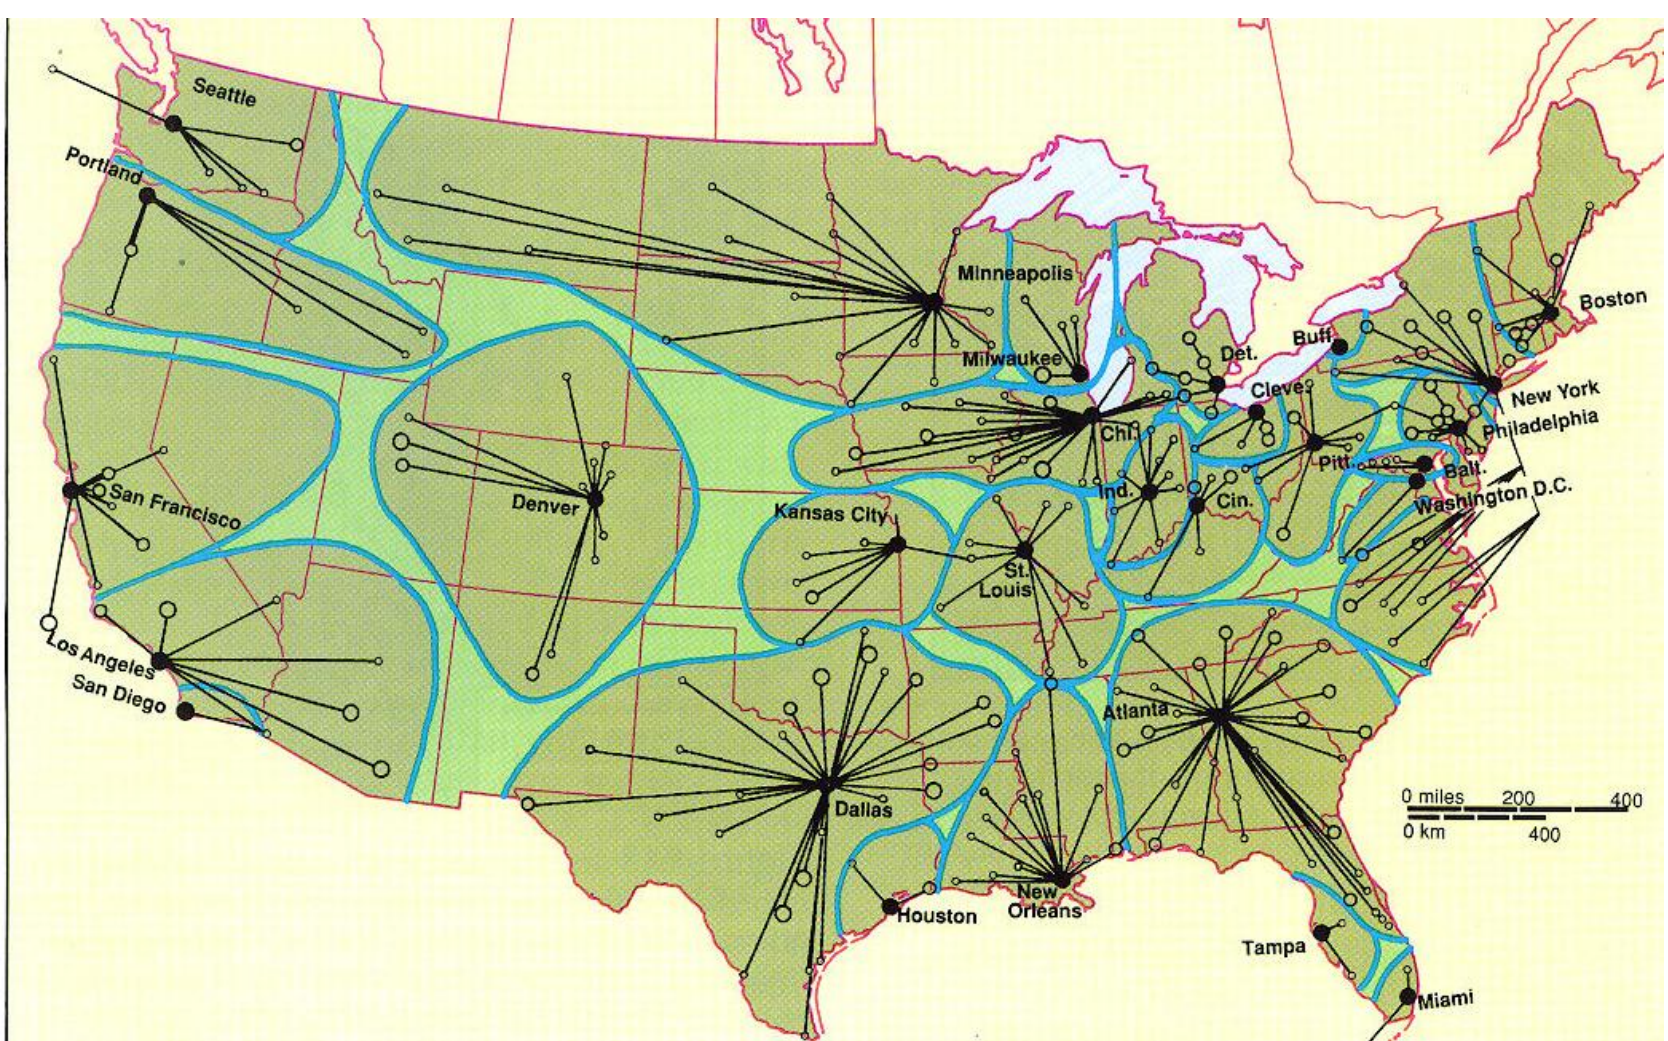 Seattle
Portland
Minneapolis
Boston
Buff.
Det.
Milwaukee
Cleve.
New York
Philadelphia
Chi.
Pitt.
Balt.
Washington D.C.
San Francisco
Denver
Kansas City
Ind.
Cin.
St.
Louis
Los Angeles
San Diego
Atlanta
Dallas
0 miles 200 400
0 km 400
New
Orleans
Houston
Tampa
Miami